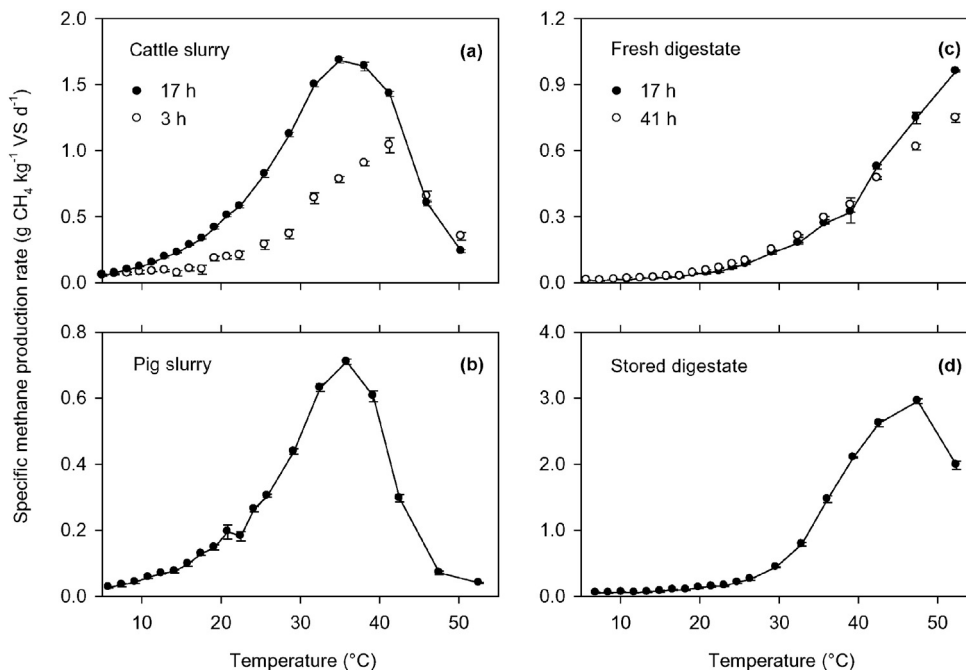 Specific methane production rate (g CH₄ kg⁻¹ VS d⁻¹)
2.0
1.5
1.0
0.5
0.0
Cattle slurry
(a)
17 h
3 h
1.2
0.9
0.6
0.3
0.0
Fresh digestate
(c)
17 h
41 h
0.8
0.6
0.4
0.2
0.0
Pig slurry
(b)
10 20 30 40 50
Temperature (°C)
4.0
3.0
2.0
1.0
0.0
Stored digestate
(d)
10 20 30 40 50
Temperature (°C)